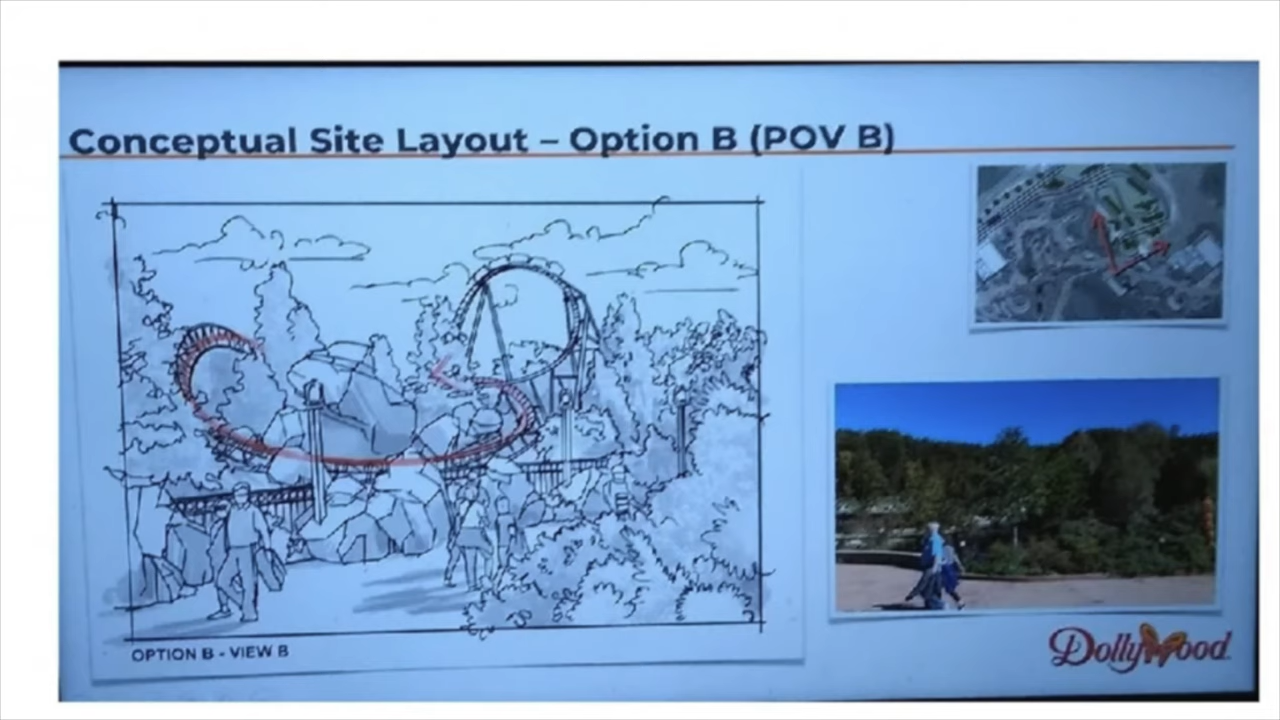 Conceptual Site Layout – Option B (POV B)
OPTION B - VIEW B
Dollywood